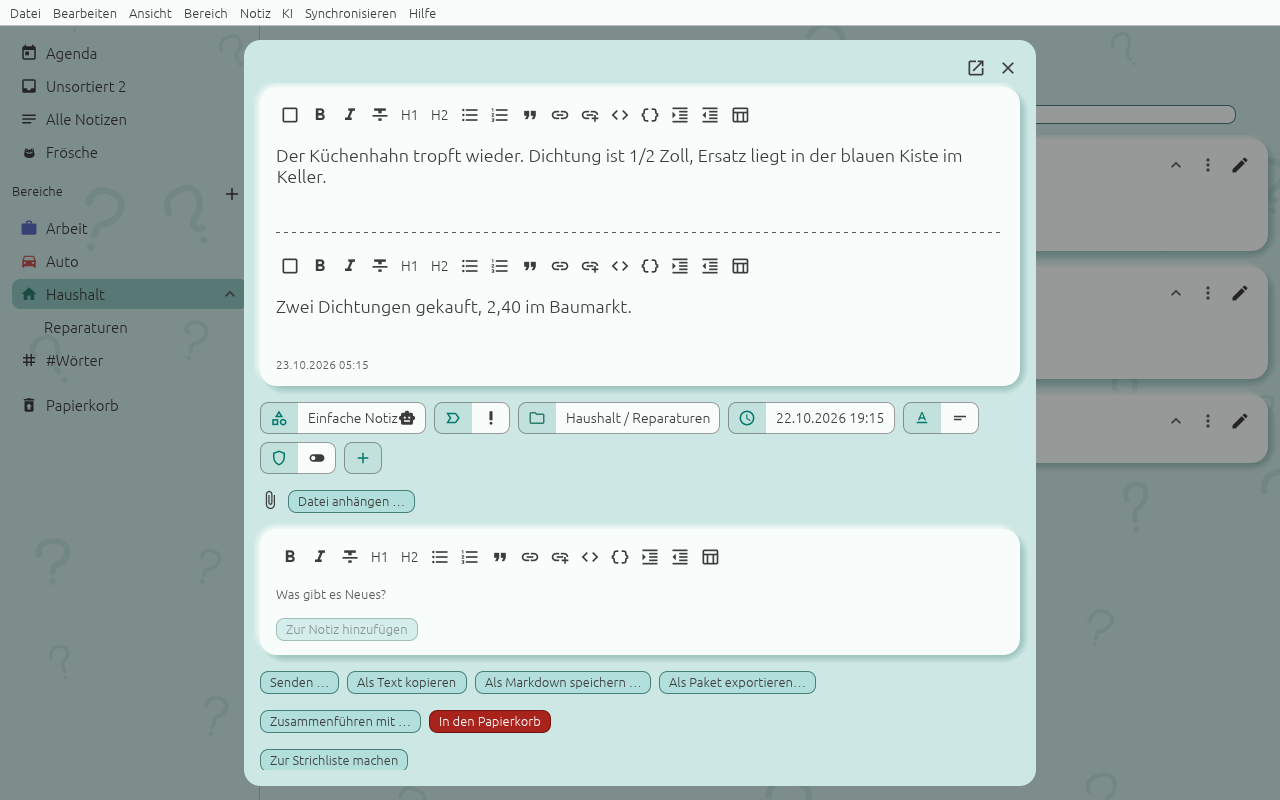 Datei Bearbeiten Ansicht Bereich Notiz KI Synchronisieren Hilfe
Agenda
Unsortiert 2
Alle Notizen
Frösche
Bereiche
Arbeit
Auto
Haushalt
Reparaturen
#Wörter
Papierkorb
H1 H2
Der Küchenhahn tropft wieder. Dichtung ist 1/2 Zoll, Ersatz liegt in der blauen Kiste im
Keller.
H1 H2
Zwei Dichtungen gekauft, 2,40 im Baumarkt.
23.10.2026 05:15
Einfache Notiz
Haushalt / Reparaturen
22.10.2026 19:15
Datei anhängen …
H1 H2
Was gibt es Neues?
Zur Notiz hinzufügen
Senden … Als Text kopieren Als Markdown speichern … Als Paket exportieren…
Zusammenführen mit … In den Papierkorb
Zur Strichliste machen